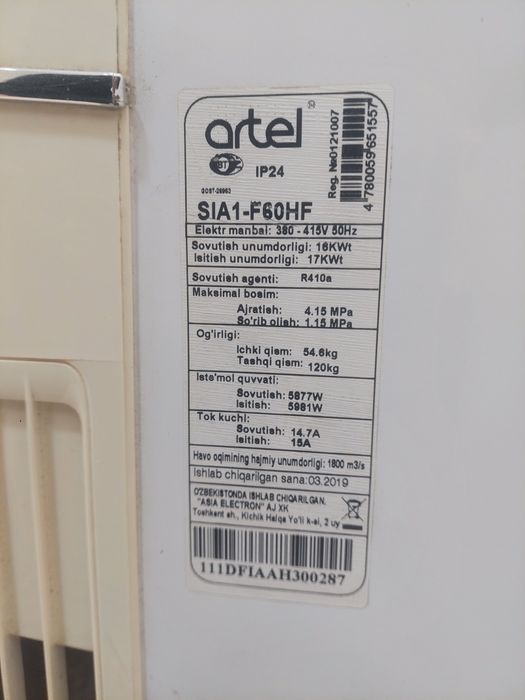 artel®
Reg. №0121007
4 780059 651557
IP24
SIA1-F60HF
Elektr manbai: 380 - 415V 50Hz
Sovutish unumdorligi: 16KWt
Isitish unumdorligi: 17KWt
Sovutish agenti: R410a
Maksimal bosim:
Ajratish: 4.15 MPa
So'rib olish: 1.15 MPa
Og'irligi:
Ichki qism: 54.6kg
Tashqi qism: 120kg
Iste'mol quvvati:
Sovutish: 5877W
Isitish: 5981W
Tok kuchi:
Sovutish: 14.7A
Isitish: 15A
Havo oqimining hajmiy unumdorligi: 1800 m3/s
Ishlab chiqarilgan sana:03.2019
O'ZBEKISTONDA ISHLAB CHIQARILGAN.
"ASIA ELECTRON" AJ XK
Toshkent sh., Kichik Halqa Yo'li k-si, 2 uy
111DFIAAH300287